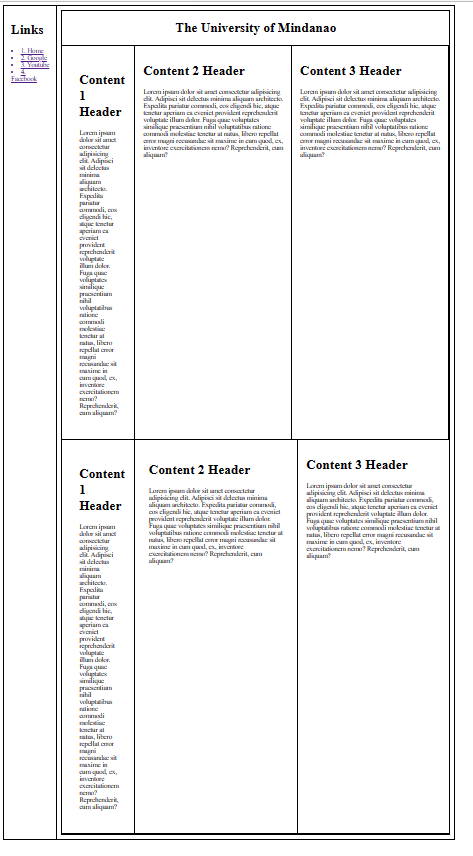 Links
1. Home
2. Google
3. Youtube
4.
Facebook
The University of Mindanao
Content
1
Header
Lorem ipsum
dolor sit amet
consectetur
adipisicing
elit. Adipisci
sit delectus
minima
aliquam
architecto.
Expedita
pariatur
commodi, eos
eligendi hic,
atque tenetur
aperiam ea
eveniet
provident
reprehenderit
voluptate
illum dolor.
Fuga quae
voluptates
similique
praesentium
nihil
voluptatibus
ratione
commodi
molestiae
tenetur at
natus, libero
repellat error
magni
recusandae sit
maxime in
cum quod, ex,
inventore
exercitationem
nemo?
Reprehenderit,
cum aliquam?
Content 2 Header
Lorem ipsum dolor sit amet consectetur adipisicing
elit. Adipisci sit delectus minima aliquam architecto.
Expedita pariatur commodi, eos eligendi hic, atque
tenetur aperiam ea eveniet provident reprehenderit
voluptate illum dolor. Fuga quae voluptates
similique praesentium nihil voluptatibus ratione
commodi molestiae tenetur at natus, libero repellat
error magni recusandae sit maxime in cum quod, ex,
inventore exercitationem nemo? Reprehenderit, cum
aliquam?
Content 3 Header
Lorem ipsum dolor sit amet consectetur adipisicing
elit. Adipisci sit delectus minima aliquam architecto.
Expedita pariatur commodi, eos eligendi hic, atque
tenetur aperiam ea eveniet provident reprehenderit
voluptate illum dolor. Fuga quae voluptates
similique praesentium nihil voluptatibus ratione
commodi molestiae tenetur at natus, libero repellat
error magni recusandae sit maxime in cum quod, ex,
inventore exercitationem nemo? Reprehenderit, cum
aliquam?
Content
1
Header
Lorem ipsum
dolor sit amet
consectetur
adipisicing
elit. Adipisci
sit delectus
minima
aliquam
architecto.
Expedita
pariatur
commodi, eos
eligendi hic,
atque tenetur
aperiam ea
eveniet
provident
reprehenderit
voluptate
illum dolor.
Fuga quae
voluptates
similique
praesentium
nihil
voluptatibus
ratione
commodi
molestiae
tenetur at
natus, libero
repellat error
magni
recusandae sit
maxime in
cum quod, ex,
inventore
exercitationem
nemo?
Reprehenderit,
cum aliquam?
Content 2 Header
Lorem ipsum dolor sit amet consectetur
adipisicing elit. Adipisci sit delectus minima
aliquam architecto. Expedita pariatur commodi,
eos eligendi hic, atque tenetur aperiam ea eveniet
provident reprehenderit voluptate illum dolor.
Fuga quae voluptates similique praesentium nihil
voluptatibus ratione commodi molestiae tenetur at
natus, libero repellat error magni recusandae sit
maxime in cum quod, ex, inventore
exercitationem nemo? Reprehenderit, cum
aliquam?
Content 3 Header
Lorem ipsum dolor sit amet consectetur
adipisicing elit. Adipisci sit delectus minima
aliquam architecto. Expedita pariatur commodi,
eos eligendi hic, atque tenetur aperiam ea eveniet
provident reprehenderit voluptate illum dolor.
Fuga quae voluptates similique praesentium nihil
voluptatibus ratione commodi molestiae tenetur at
natus, libero repellat error magni recusandae sit
maxime in cum quod, ex, inventore
exercitationem nemo? Reprehenderit, cum
aliquam?